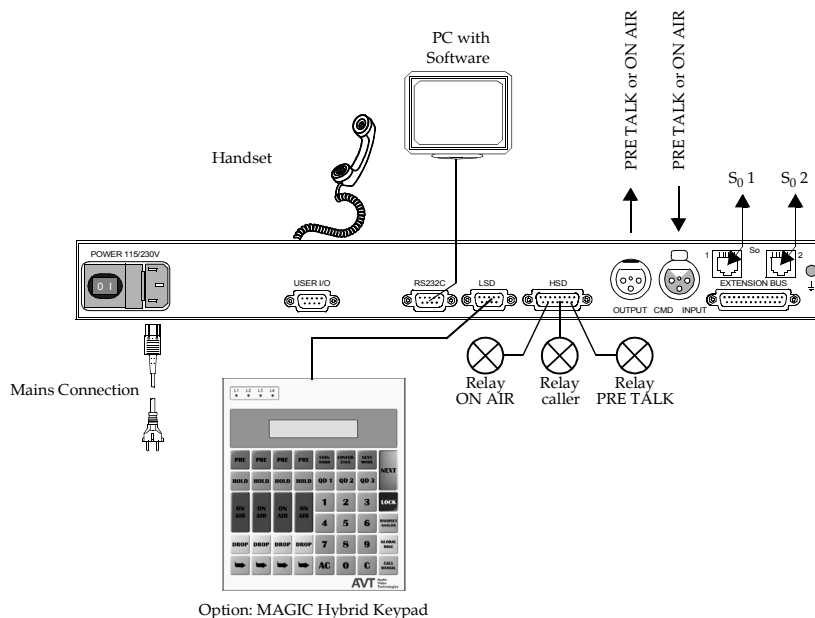 PC with
Software
PRE TALK or ON AIR
PRE TALK or ON AIR
Handset
S0 1
S0 2
POWER 115/230V
0 I
USER I/O
RS232C
LSD
HSD
OUTPUT CMD INPUT
1 So 2
EXTENSION BUS
Mains Connection
Relay
ON AIR
Relay
caller
Relay
PRE TALK
L1 L2 L3 L4
PRE PRE PRE PRE
NEXT
HOLD HOLD HOLD HOLD QD 1 QD 2 QD 3
ON
AIR
ON
AIR
ON
AIR
ON
AIR
1 2 3 LOCK
4 5 6
DROP DROP DROP DROP 7 8 9
AC 0 C
AVT Audio
Video
Technologies
Option: MAGIC Hybrid Keypad